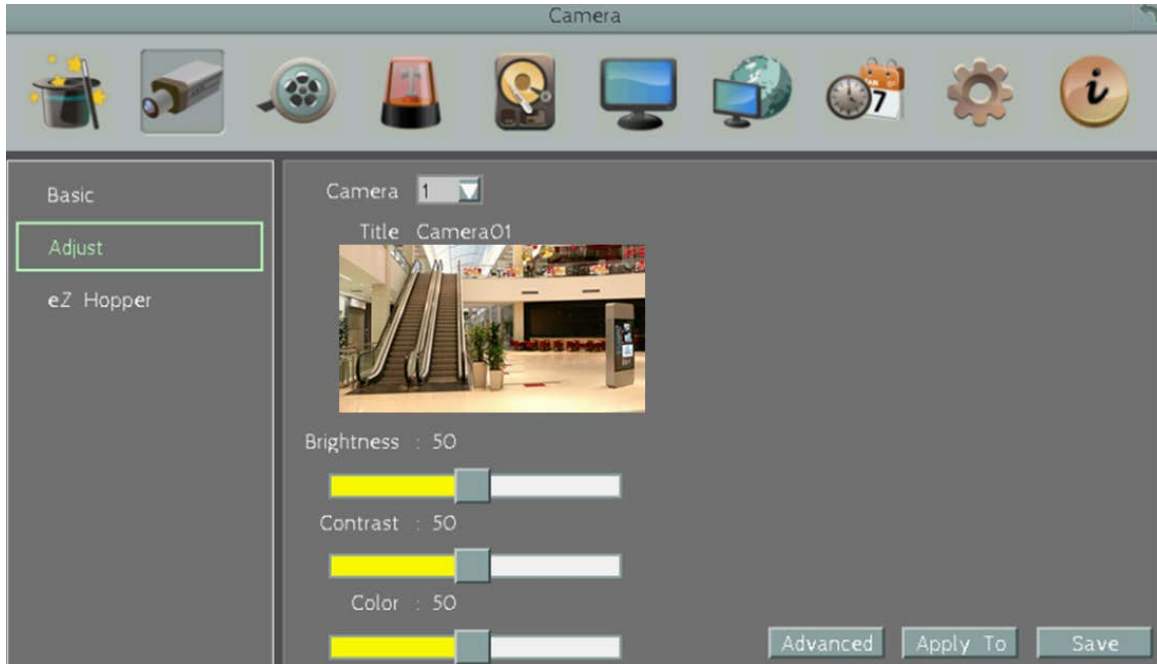 Camera
7
i
Basic
Adjust
eZ Hopper
Camera 1
Title Camera01
Brightness : 50
Contrast : 50
Color : 50
Advanced Apply To Save